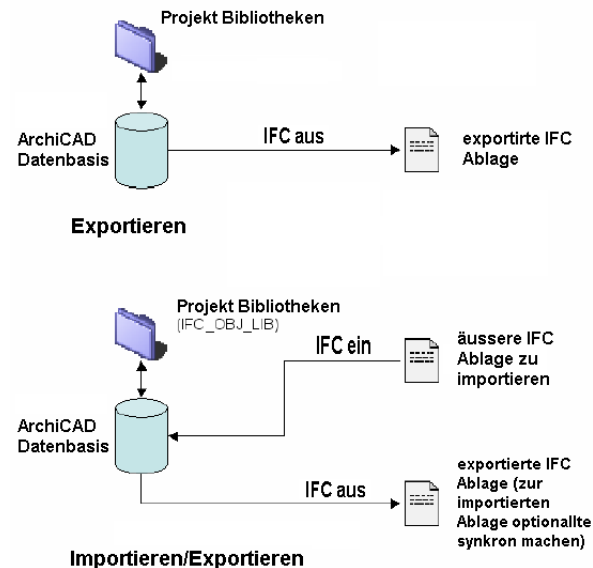 Projekt Bibliotheken
ArchiCAD
Datenbasis
IFC aus
exportirte IFC
Ablage
Exportieren
Projekt Bibliotheken
(IFC_OBJ_LIB)
IFC ein
äussere IFC
Ablage zu
importieren
ArchiCAD
Datenbasis
IFC aus
exportierte IFC
Ablage (zur
importierten
Ablage optionallte
synkron machen)
Importieren/Exportieren